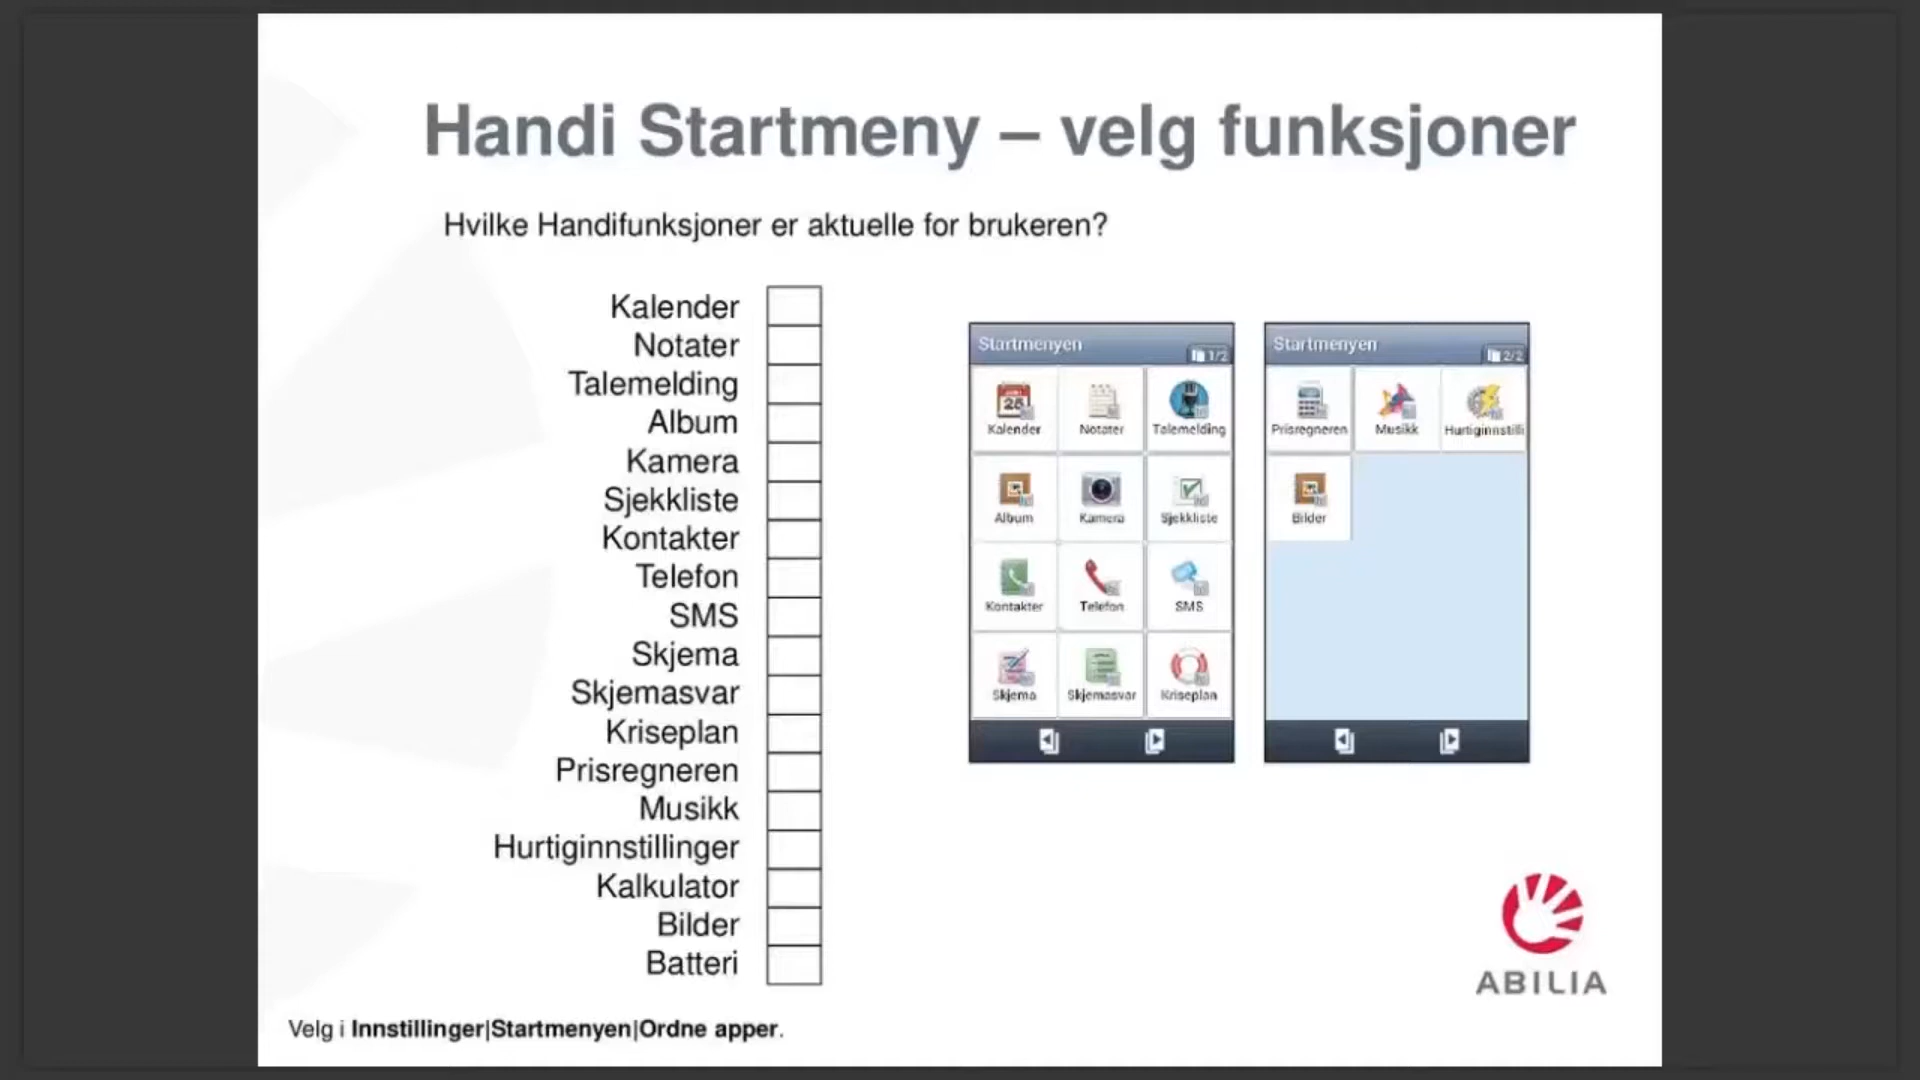 Handi Startmeny – velg funksjoner
Hvilke Handifunksjoner er aktuelle for brukeren?
Kalender
Notater
Talemelding
Album
Kamera
Sjekkliste
Kontakter
Telefon
SMS
Skjema
Skjemasvar
Kriseplan
Prisregneren
Musikk
Hurtiginnstillinger
Kalkulator
Bilder
Batteri
Startmenyen
1/2
Kalender Notater Talemelding
Album Kamera Sjekkliste
Kontakter Telefon SMS
Skjema Skjemasvar Kriseplan
Startmenyen
2/2
Prisregneren Musikk Hurtiginnstilli
Bilder
ABILIA
Velg i Innstillinger|Startmenyen|Ordne apper.